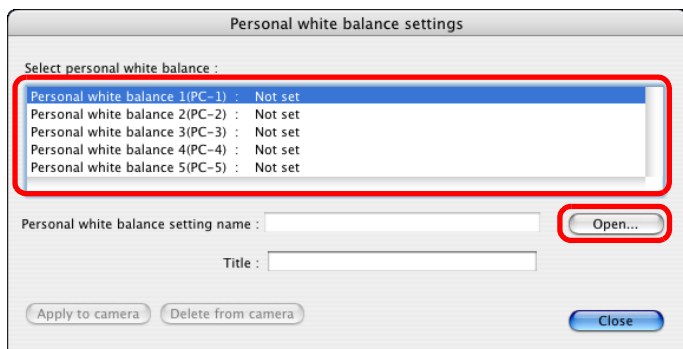 Personal white balance settings
Select personal white balance :
Personal white balance 1(PC-1) : Not set
Personal white balance 2(PC-2) : Not set
Personal white balance 3(PC-3) : Not set
Personal white balance 4(PC-4) : Not set
Personal white balance 5(PC-5) : Not set
Personal white balance setting name : Open...
Title :
Apply to camera Delete from camera Close